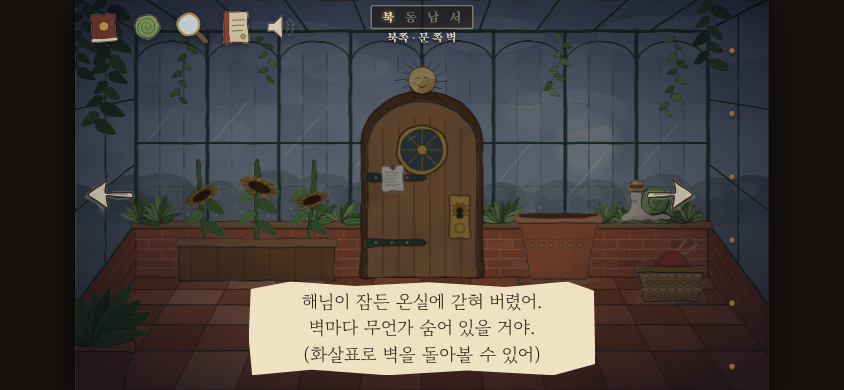 북 동 남 서
북쪽·문쪽벽
해님이 잠든 온실에 갇혀 버렸어.
벽마다 무언가 숨어 있을 거야.
(화살표로 벽을 돌아볼 수 있어)